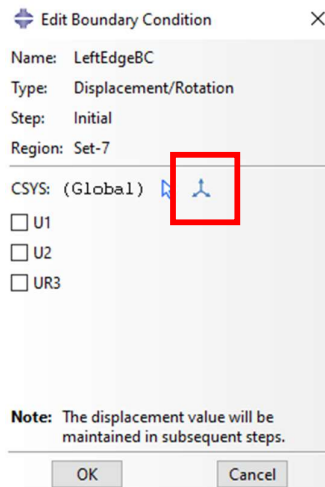 Edit Boundary Condition
Name: LeftEdgeBC
Type: Displacement/Rotation
Step: Initial
Region: Set-7
CSYS: (Global)
U1
U2
UR3
Note: The displacement value will be
maintained in subsequent steps.
OK Cancel